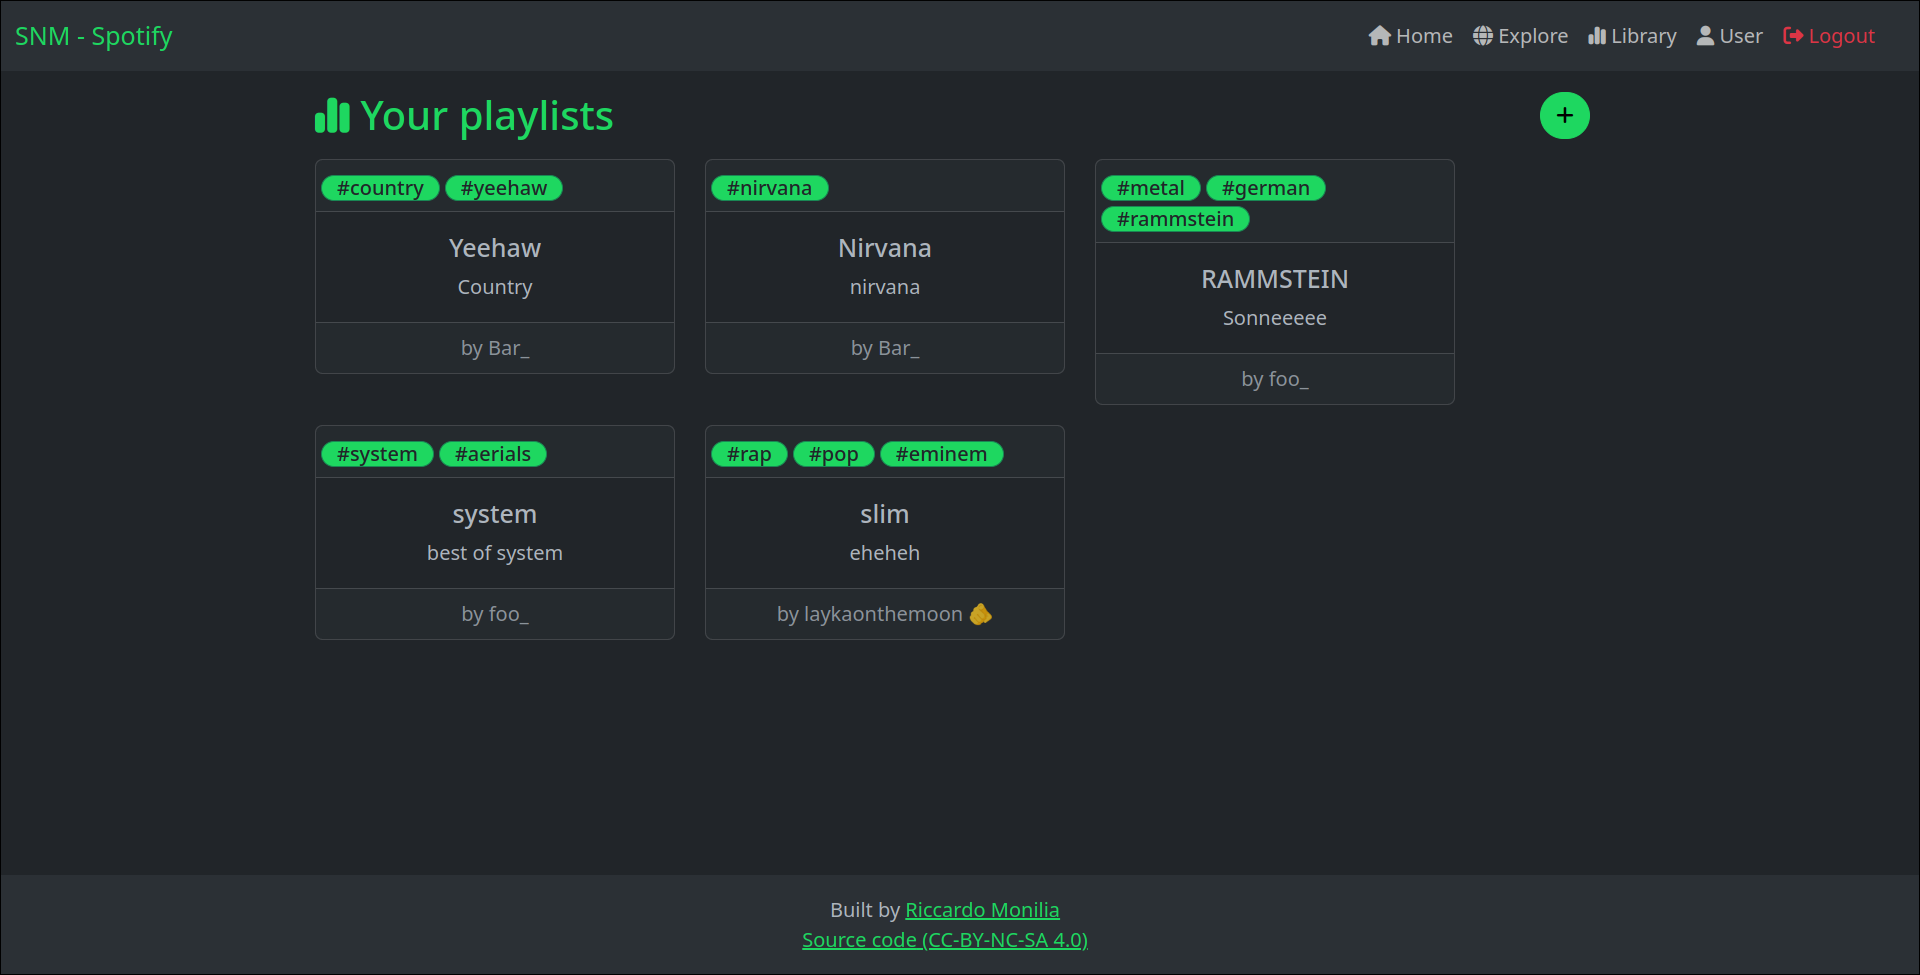 SNM - Spotify
Home Explore Library User Logout
Your playlists
+
#country #yeehaw
Yeehaw
Country
by Bar_
#nirvana
Nirvana
nirvana
by Bar_
#metal #german
#rammstein
RAMMSTEIN
Sonneeeee
by foo_
#system #aerials
system
best of system
by foo_
#rap #pop #eminem
slim
eheheh
by laykaonthemoon 🫵
Built by Riccardo Monilia
Source code (CC-BY-NC-SA 4.0)